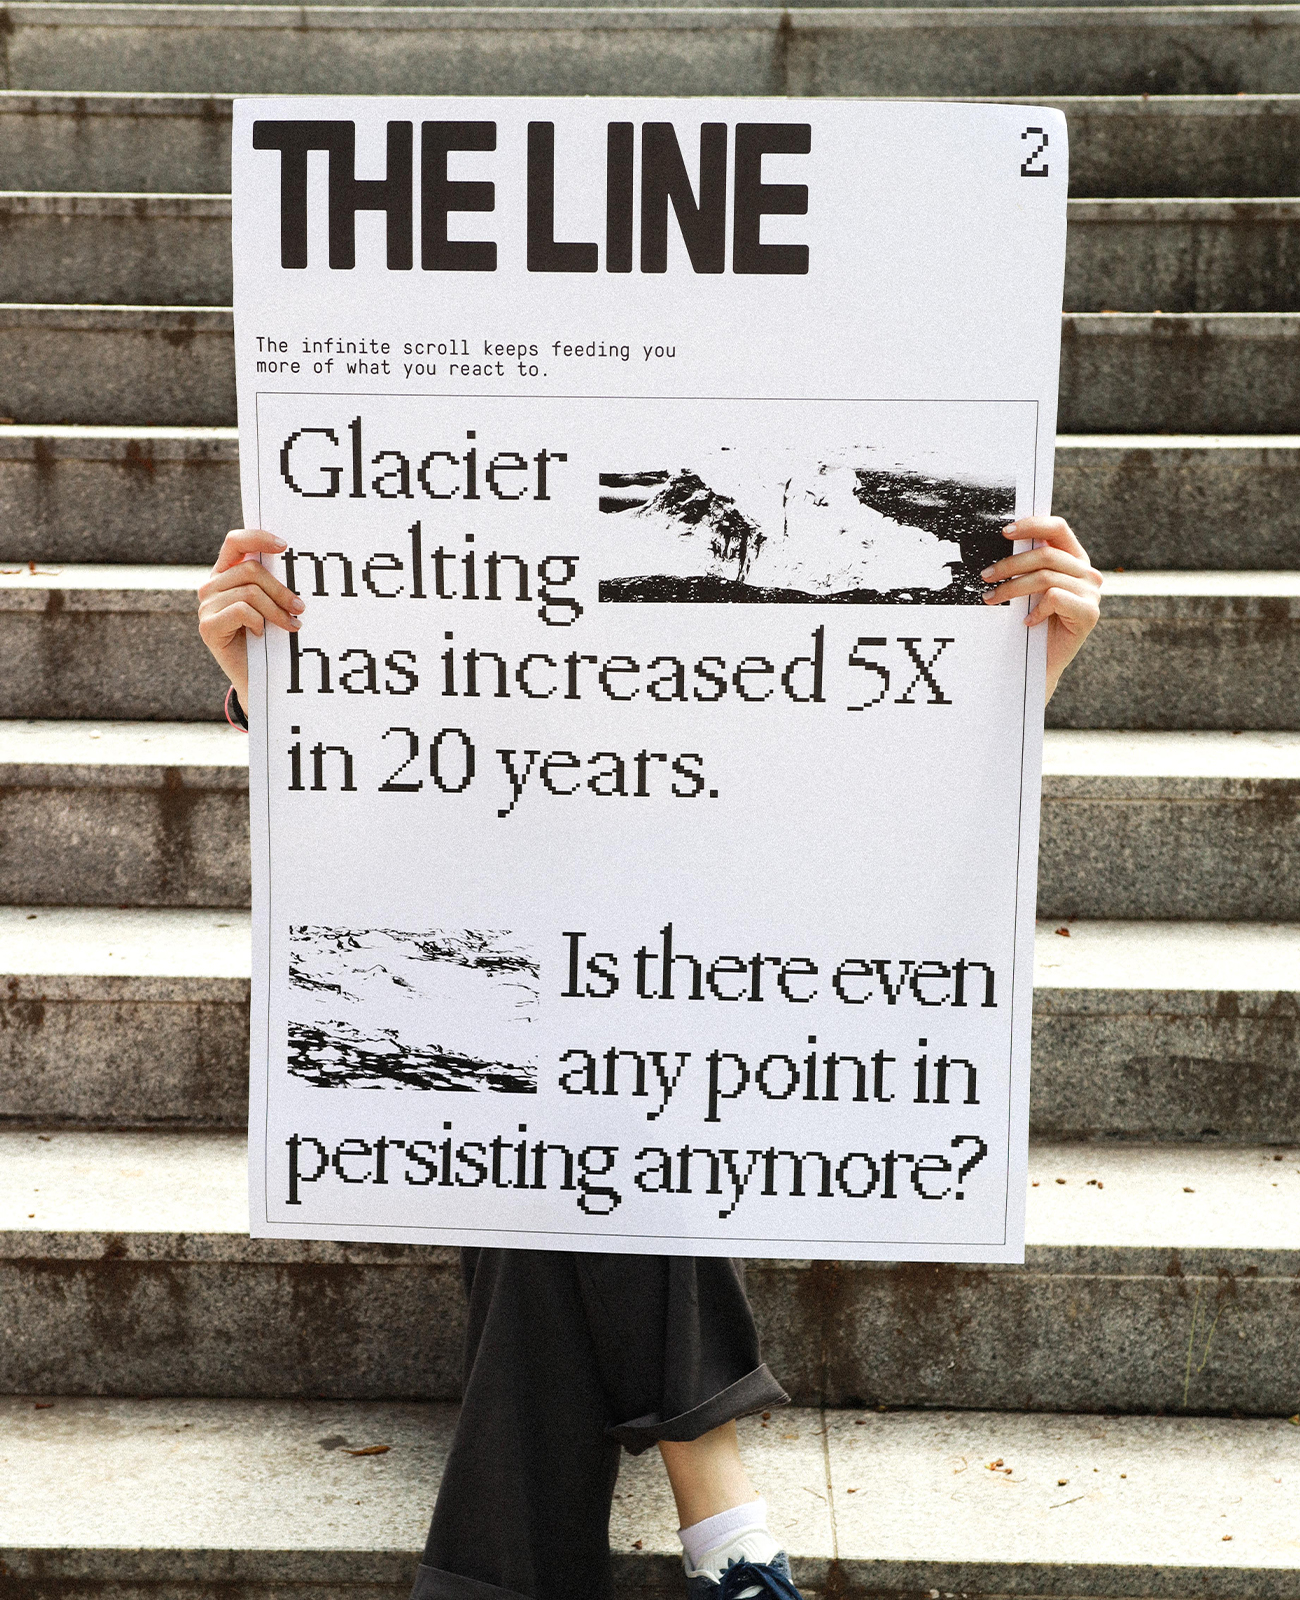 THE LINE
2
The infinite scroll keeps feeding you
more of what you react to.
Glacier
melting
has increased 5X
in 20 years.
Is there even
any point in
persisting anymore?